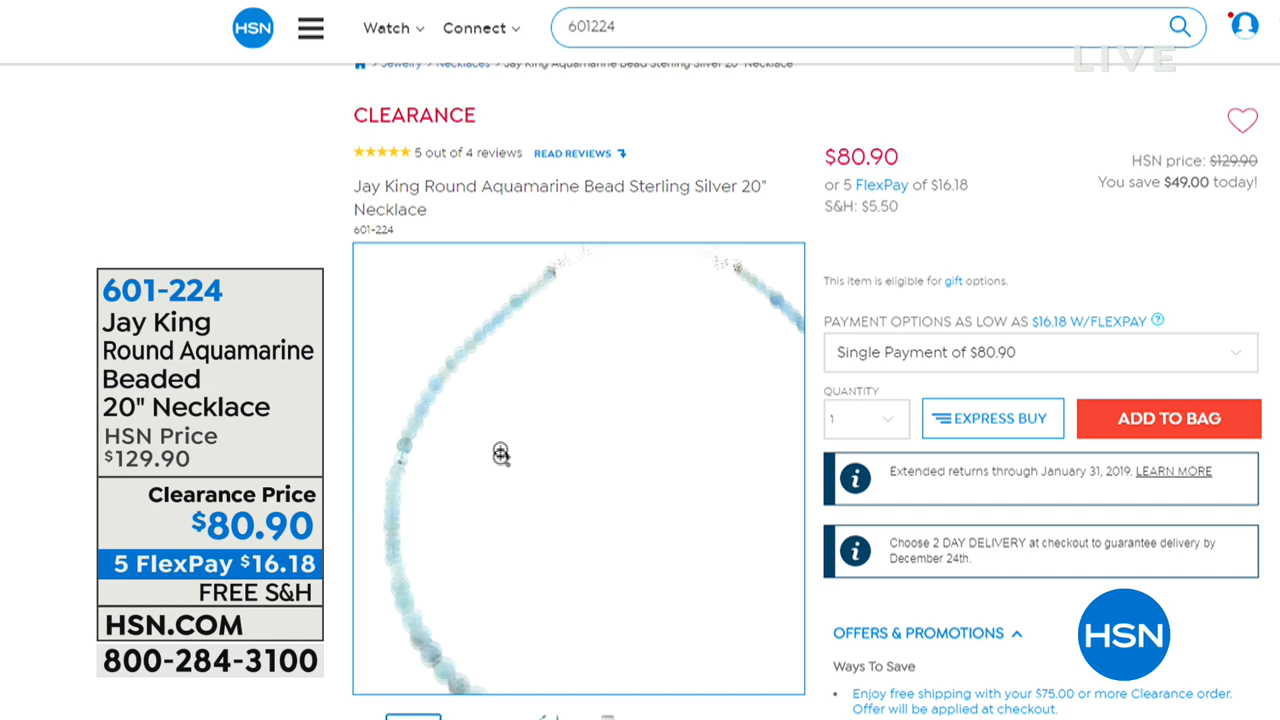 HSN
Watch
Connect
601224
LIVE
Jewelry > Necklaces > Jay King Aquamarine Bead Sterling Silver 20" Necklace
CLEARANCE
5 out of 4 reviews
READ REVIEWS
Jay King Round Aquamarine Bead Sterling Silver 20"
Necklace
601-224
$80.90
or 5 FlexPay of $16.18
S&H: $5.50
HSN price: $129.90
You save $49.00 today!
This item is eligible for gift options.
PAYMENT OPTIONS AS LOW AS $16.18 W/FLEXPAY ?
Single Payment of $80.90
QUANTITY
1
EXPRESS BUY
ADD TO BAG
i
Extended returns through January 31, 2019. LEARN MORE
i
Choose 2 DAY DELIVERY at checkout to guarantee delivery by
December 24th.
OFFERS & PROMOTIONS
HSN
Ways To Save
• Enjoy free shipping with your $75.00 or more Clearance order.
Offer will be applied at checkout.
601-224
Jay King
Round Aquamarine
Beaded
20" Necklace
HSN Price
$129.90
Clearance Price
$80.90
5 FlexPay $16.18
FREE S&H
HSN.COM
800-284-3100